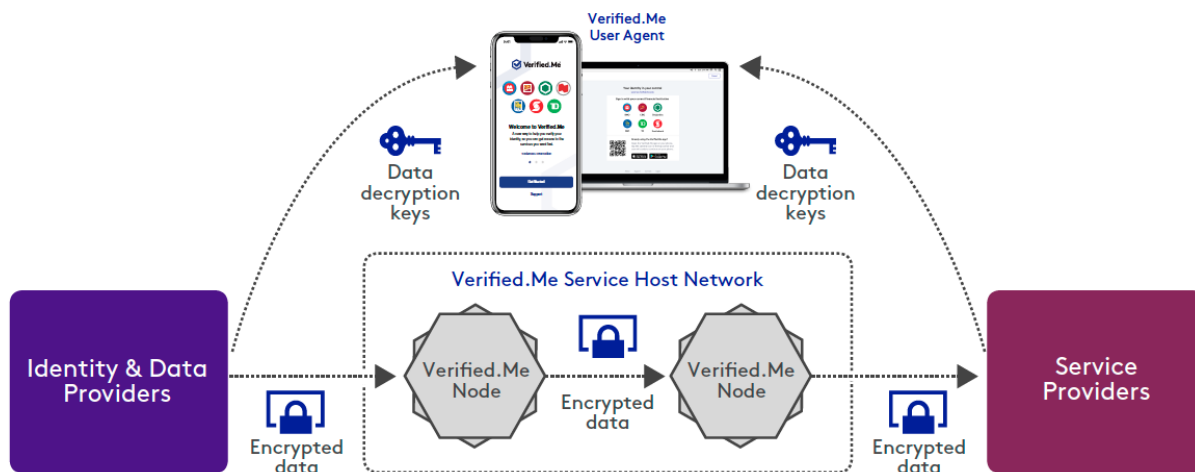 Verified.Me
User Agent
Verified.Me
Welcome to Verified.Me
Data
decryption
keys
Data
decryption
keys
Verified.Me Service Host Network
Identity & Data
Providers
Verified.Me
Node
Verified.Me
Node
Service
Providers
Encrypted
data
Encrypted
data
Encrypted
data